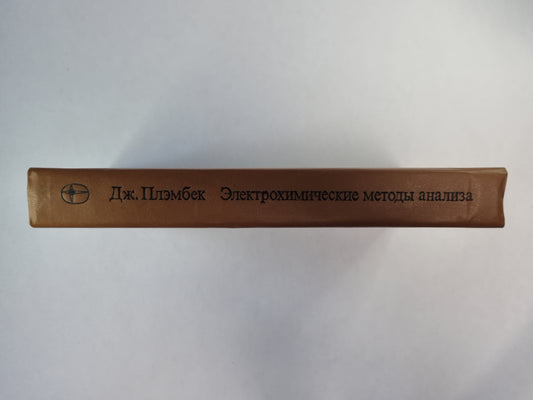 Дж. Плэмбек Электрохимические методы анализа